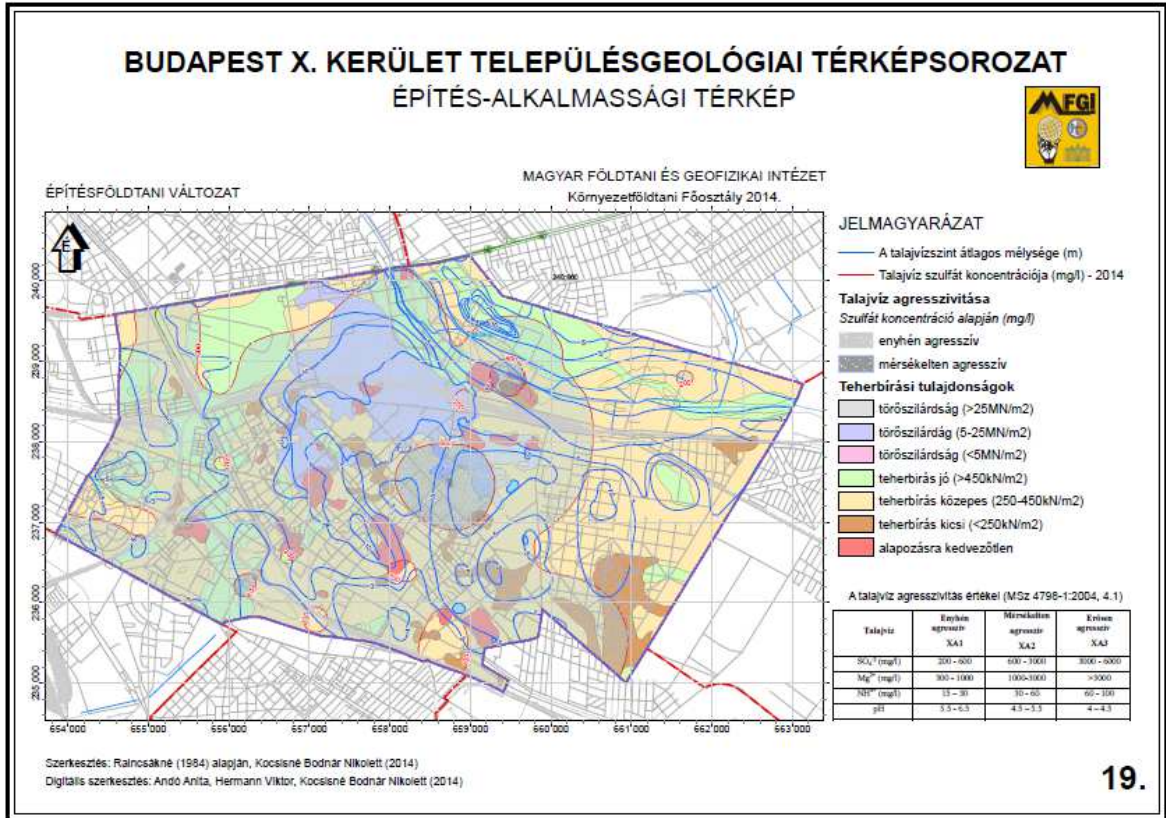 BUDAPEST X. KERÜLET TELEPÜLÉSGEOLÓGIAI TÉRKÉPSOROZAT
ÉPÍTÉS-ALKALMASSÁGI TÉRKÉP
MFGI
ÉPÍTÉSFÖLDTANI VÁLTOZAT
MAGYAR FÖLDTANI ÉS GEOFIZIKAI INTÉZET
Környezetföldtani Főosztály 2014.
É
240,000
239,000
238,000
237,000
236,000
235,000
654'000 655'000 656'000 657'000 658'000 659'000 660'000 661'000 662'000 663'000
JELMAGYARÁZAT
A talajvízszint átlagos mélysége (m)
Talajvíz szulfát koncentrációja (mg/l) - 2014
Talajvíz agresszivitása
Szulfát koncentráció alapján (mg/l)
enyhén agresszív
mérsékelten agresszív
Teherbírási tulajdonságok
törőszilárdság (>25MN/m2)
törőszilárdág (5-25MN/m2)
törőszilárdság (<5MN/m2)
teherbírás jó (>450kN/m2)
teherbírás közepes (250-450kN/m2)
teherbírás kicsi (<250kN/m2)
alapozásra kedvezőtlen
A talajvíz agresszivitás értékei (MSz 4798-1:2004, 4.1)
Talajvíz Enyhén agresszív XA1 Mérsékelten agresszív XA2 Erősen agresszív XA3
SO₄⁻² (mg/l) 200 - 600 600 - 3000 3000 - 6000
Mg²⁺ (mg/l) 300 - 1000 1000-3000 >3000
NH⁴⁺ (mg/l) 15 - 30 30 - 60 60 - 100
pH 5.5 - 6.5 4.5 - 5.5 4 - 4.5
Szerkesztés: Raincsákné (1984) alapján, Kocsisné Bodnár Nikolett (2014)
Digitális szerkesztés: Andó Anita, Hermann Viktor, Kocsisné Bodnár Nikolett (2014)
19.